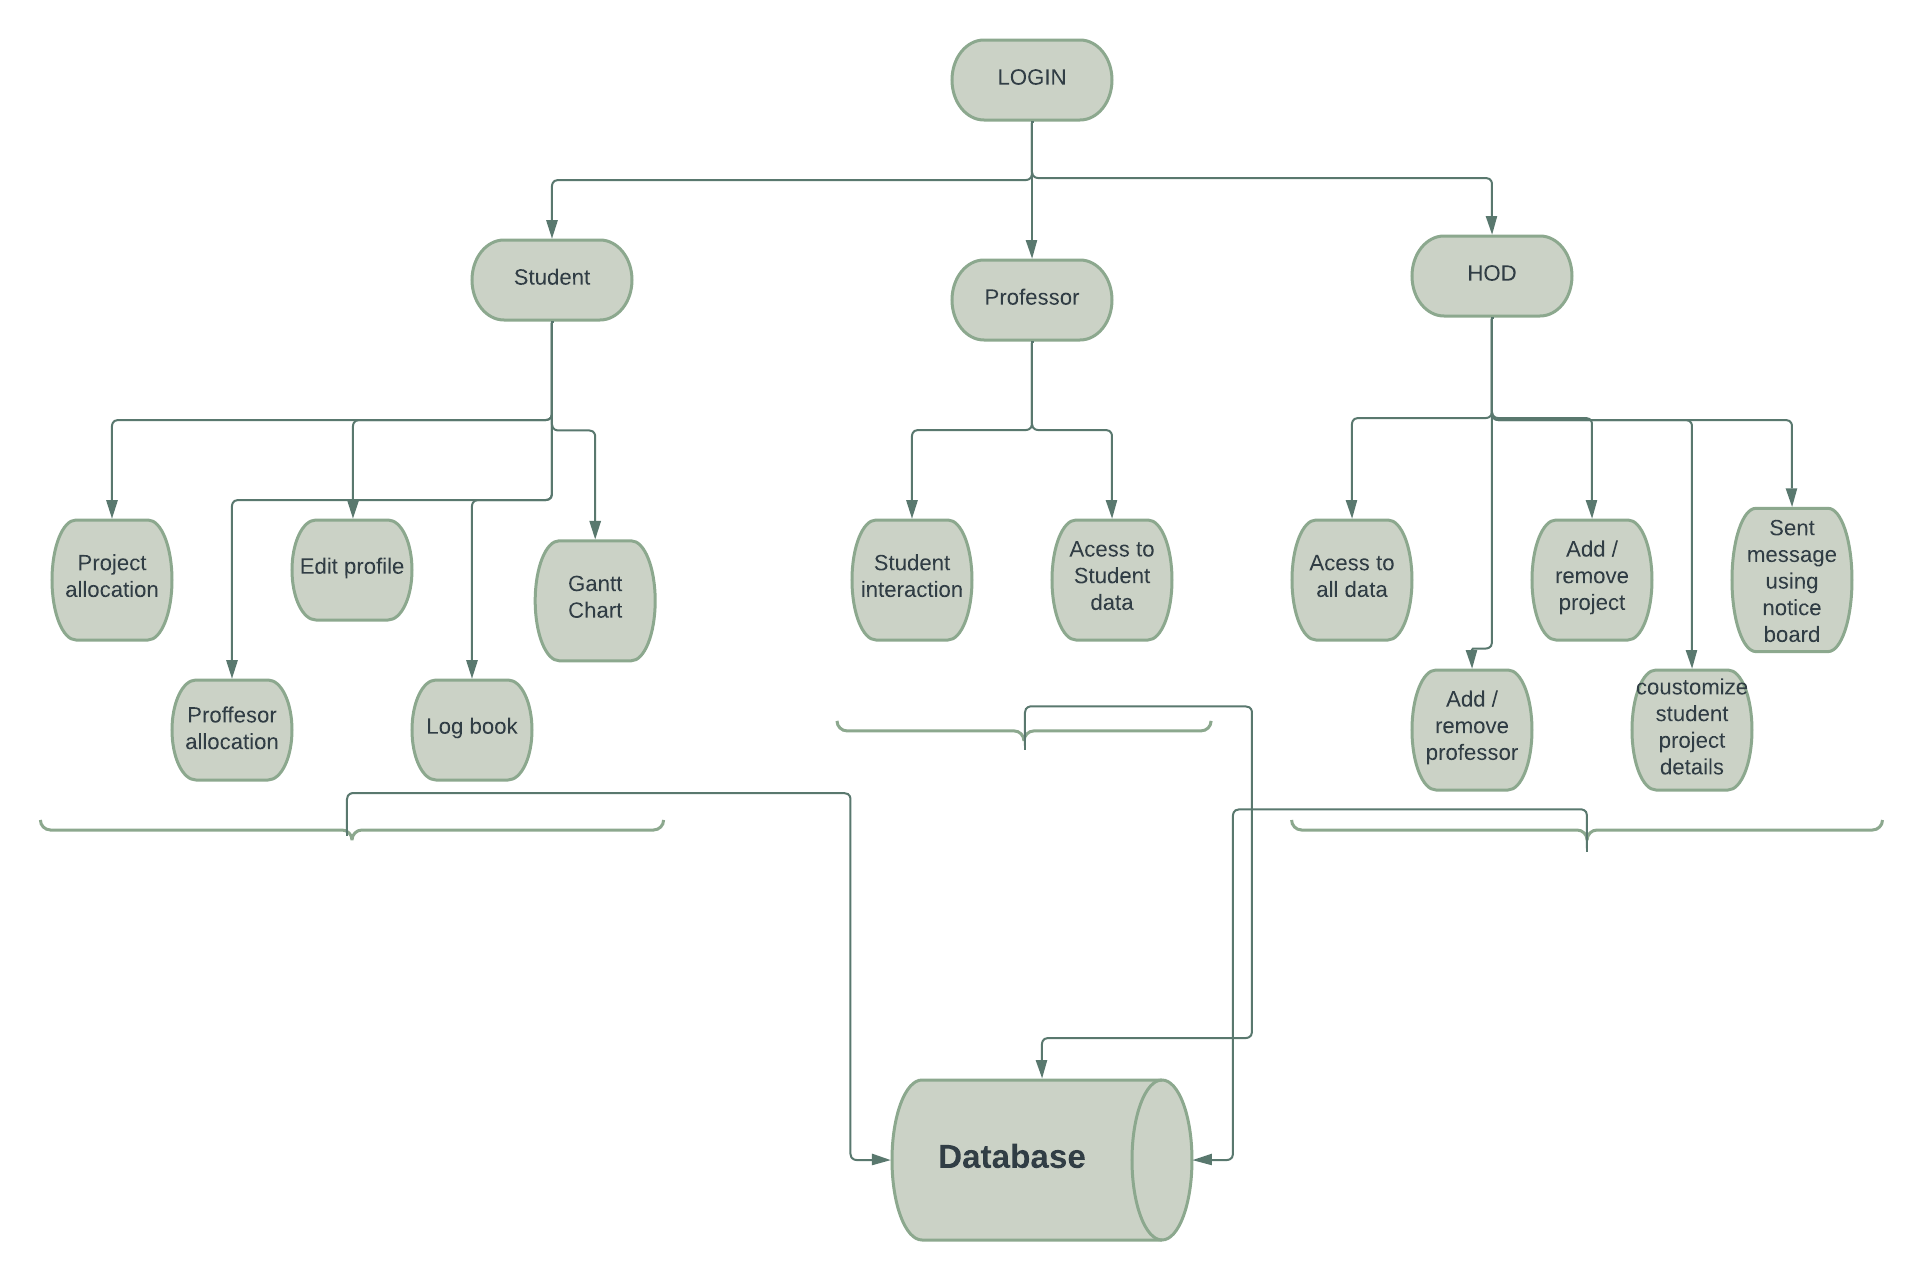 LOGIN
Student
Professor
HOD
Project
allocation
Edit profile
Gantt
Chart
Student
interaction
Acess to
Student
data
Acess to
all data
Add /
remove
project
Sent
message
using
notice
board
Proffesor
allocation
Log book
Add /
remove
professor
coustomize
student
project
details
Database